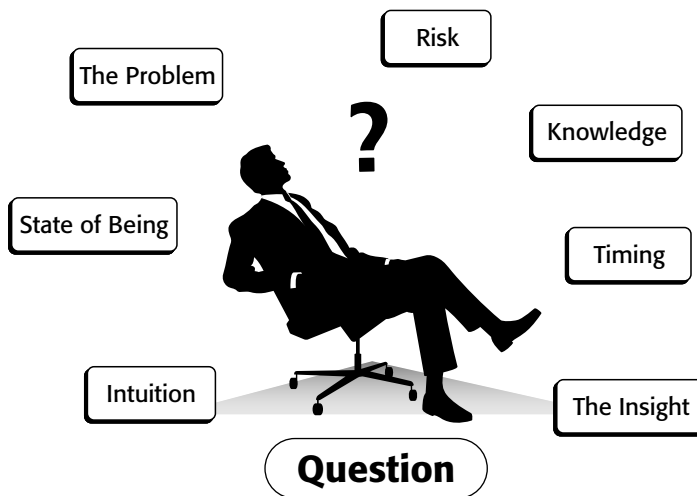 Risk
The Problem
?
Knowledge
State of Being
Timing
Intuition
The Insight
Question